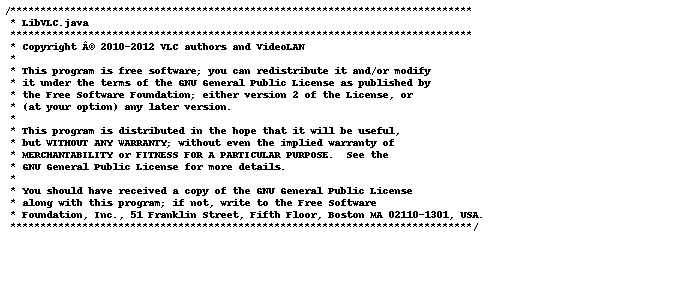 /*****************************************************************************
 * LibVLC.java
 *****************************************************************************
 * Copyright Â© 2010-2012 VLC authors and VideoLAN
 *
 * This program is free software; you can redistribute it and/or modify
 * it under the terms of the GNU General Public License as published by
 * the Free Software Foundation; either version 2 of the License, or
 * (at your option) any later version.
 *
 * This program is distributed in the hope that it will be useful,
 * but WITHOUT ANY WARRANTY; without even the implied warranty of
 * MERCHANTABILITY or FITNESS FOR A PARTICULAR PURPOSE.  See the
 * GNU General Public License for more details.
 *
 * You should have received a copy of the GNU General Public License
 * along with this program; if not, write to the Free Software
 * Foundation, Inc., 51 Franklin Street, Fifth Floor, Boston MA 02110-1301, USA.
 *****************************************************************************/